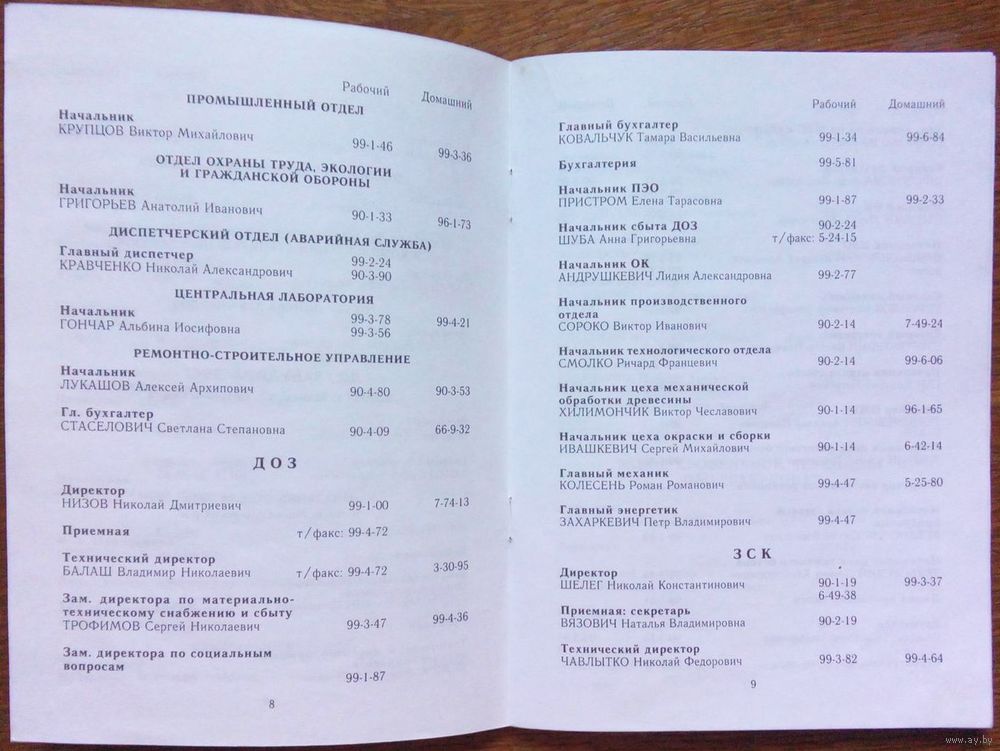 Рабочий Домашний
ПРОМЫШЛЕННЫЙ ОТДЕЛ
Начальник
КРУПЦОВ Виктор Михайлович 99-1-46 99-3-36
ОТДЕЛ ОХРАНЫ ТРУДА, ЭКОЛОГИИ
И ГРАЖДАНСКОЙ ОБОРОНЫ
Начальник
ГРИГОРЬЕВ Анатолий Иванович 90-1-33 96-1-73
ДИСПЕТЧЕРСКИЙ ОТДЕЛ (АВАРИЙНАЯ СЛУЖБА)
Главный диспетчер 99-2-24
КРАВЧЕНКО Николай Александрович 90-3-90
ЦЕНТРАЛЬНАЯ ЛАБОРАТОРИЯ
Начальник 99-3-78
ГОНЧАР Альбина Иосифовна 99-3-56 99-4-21
РЕМОНТНО-СТРОИТЕЛЬНОЕ УПРАВЛЕНИЕ
Начальник
ЛУКАШОВ Алексей Архипович 90-4-80 90-3-53
Гл. бухгалтер
СТАСЕЛОВИЧ Светлана Степановна 90-4-09 66-9-32
ДОЗ
Директор
НИЗОВ Николай Дмитриевич 99-1-00 7-74-13
Приемная т/факс: 99-4-72
Технический директор
БАЛАШ Владимир Николаевич т/факс: 99-4-72 3-30-95
Зам. директора по материально-
техническому снабжению и сбыту
ТРОФИМОВ Сергей Николаевич 99-3-47 99-4-36
Зам. директора по социальным
вопросам
99-1-87
8
Рабочий Домашний
Главный бухгалтер
КОВАЛЬЧУК Тамара Васильевна 99-1-34 99-6-84
Бухгалтерия 99-5-81
Начальник ПЭО
ПРИСТРОМ Елена Тарасовна 99-1-87 99-2-33
Начальник сбыта ДОЗ 90-2-24
ШУБА Анна Григорьевна т/факс: 5-24-15
Начальник ОК
АНДРУШКЕВИЧ Лидия Александровна 99-2-77
Начальник производственного
отдела
СОРОКО Виктор Иванович 90-2-14 7-49-24
Начальник технологического отдела
СМОЛКО Ричард Францевич 90-2-14 99-6-06
Начальник цеха механической
обработки древесины
ХИЛИМОНЧИК Виктор Чеславович 90-1-14 96-1-65
Начальник цеха окраски и сборки
ИВАШКЕВИЧ Сергей Михайлович 90-1-14 6-42-14
Главный механик
КОЛЕСЕНЬ Роман Романович 99-4-47 5-25-80
Главный энергетик
ЗАХАРКЕВИЧ Петр Владимирович 99-4-47
ЗСК
Директор
ШЕЛЕГ Николай Константинович 90-1-19 99-3-37
6-49-38
Приемная: секретарь
ВЯЗОВИЧ Наталья Владимировна 90-2-19
Технический директор
ЧАВЛЫТКО Николай Федорович 99-3-82 99-4-64
9
www.ay.by